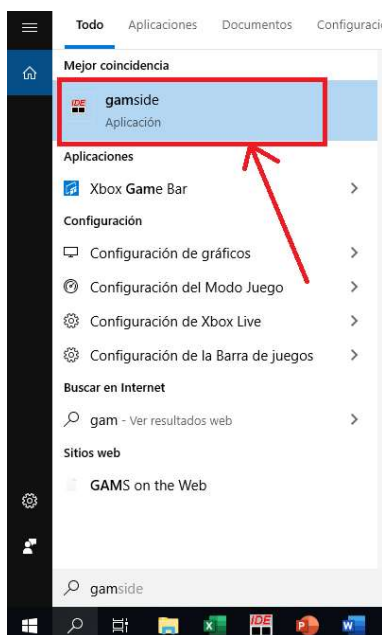 Todo Aplicaciones Documentos Configuraci
Mejor coincidencia
IDE
gamside
Aplicación
Aplicaciones
Xbox Game Bar
Configuración
Configuración de gráficos
Configuración del Modo Juego
Configuración de Xbox Live
Configuración de la Barra de juegos
Buscar en Internet
gam - Ver resultados web
Sitios web
GAMS on the Web
gamside
IDE